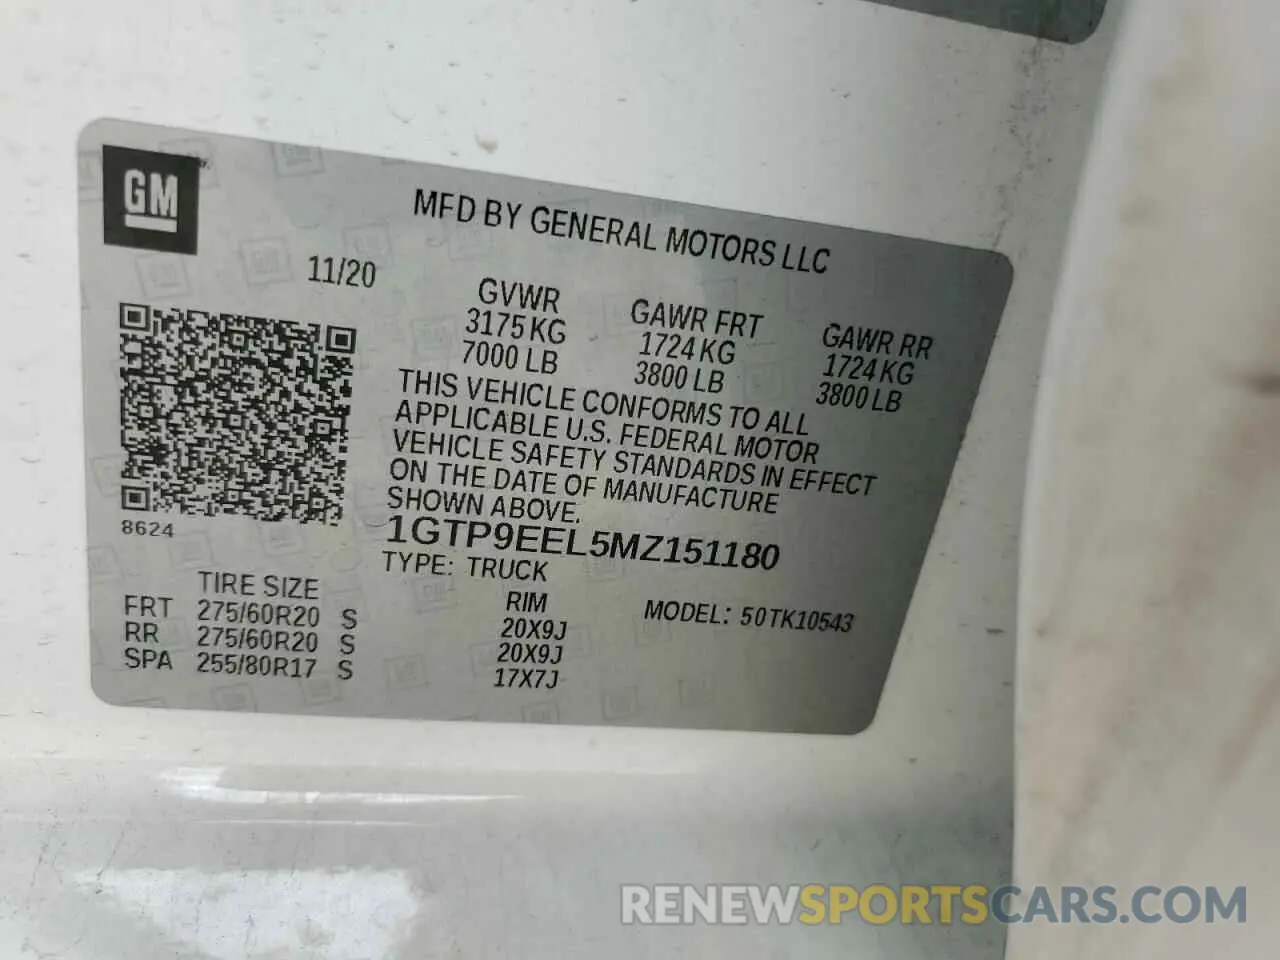 GM
MFD BY GENERAL MOTORS LLC
11/20
GVWR GAWR FRT GAWR RR
3175 KG 1724 KG 1724 KG
7000 LB 3800 LB 3800 LB
THIS VEHICLE CONFORMS TO ALL
APPLICABLE U.S. FEDERAL MOTOR
VEHICLE SAFETY STANDARDS IN EFFECT
ON THE DATE OF MANUFACTURE
SHOWN ABOVE.
8624
1GTP9EEL5MZ151180
TYPE: TRUCK
MODEL: 50TK10543
TIRE SIZE RIM
FRT 275/60R20 S 20X9J
RR 275/60R20 S 20X9J
SPA 255/80R17 S 17X7J
RENEWSPORTSCARS.COM